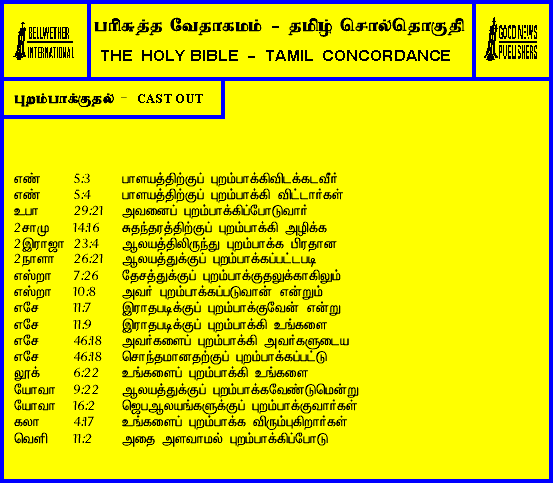 BELLWETHER
INTERNATIONAL
பரிசுத்த வேதாகமம் - தமிழ் சொல்தொகுதி
THE HOLY BIBLE - TAMIL CONCORDANCE
GOOD NEWS
PUBLISHERS
புறம்பாக்குதல் - CAST OUT
எண் 5:3 பாளயத்திற்குப் புறம்பாக்கிவிடக்கடவீர்
எண் 5:4 பாளயத்திற்குப் புறம்பாக்கி விட்டார்கள்
உபா 29:21 அவனைப் புறம்பாக்கிப்போடுவார்
2சாமு 14:16 சுதந்தரத்திற்குப் புறம்பாக்கி அழிக்க
2இராஜா 23:4 ஆலயத்திலிருந்து புறம்பாக்க பிரதான
2நாளா 26:21 ஆலயத்துக்குப் புறம்பாக்கப்பட்டபடி
எஸ்றா 7:26 தேசத்துக்குப் புறம்பாக்குதலுக்காகிலும்
எஸ்றா 10:8 அவர் புறம்பாக்கப்படுவான் என்றும்
எசே 11:7 இராதபடிக்குப் புறம்பாக்குவேன் என்று
எசே 11:9 இராதபடிக்குப் புறம்பாக்கி உங்களை
எசே 46:18 அவர்களைப் புறம்பாக்கி அவர்களுடைய
எசே 46:18 சொந்தமானதற்குப் புறம்பாக்கப்பட்டு
லூக் 6:22 உங்களைப் புறம்பாக்கி உங்களை
யோவா 9:22 ஆலயத்துக்குப் புறம்பாக்கவேண்டுமென்று
யோவா 16:2 ஜெபஆலயங்களுக்குப் புறம்பாக்குவார்கள்
கலா 4:17 உங்களைப் புறம்பாக்க விரும்புகிறார்கள்
வெளி 11:2 அதை அளவாமல் புறம்பாக்கிப்போடு